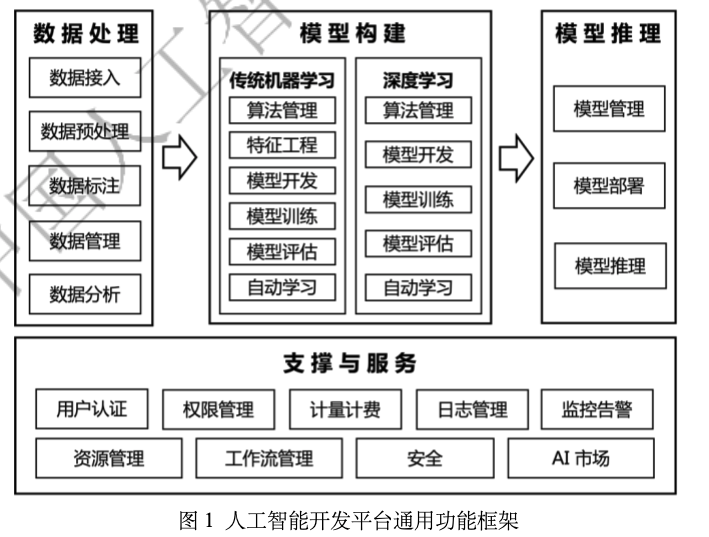 数据处理
数据接入
数据预处理
数据标注
数据管理
数据分析
模型构建
传统机器学习
算法管理
特征工程
模型开发
模型训练
模型评估
自动学习
深度学习
算法管理
模型开发
模型训练
模型评估
自动学习
模型推理
模型管理
模型部署
模型推理
支撑与服务
用户认证
权限管理
计量计费
日志管理
监控告警
资源管理
工作流管理
安全
AI 市场
图 1 人工智能开发平台通用功能框架
中国人工智